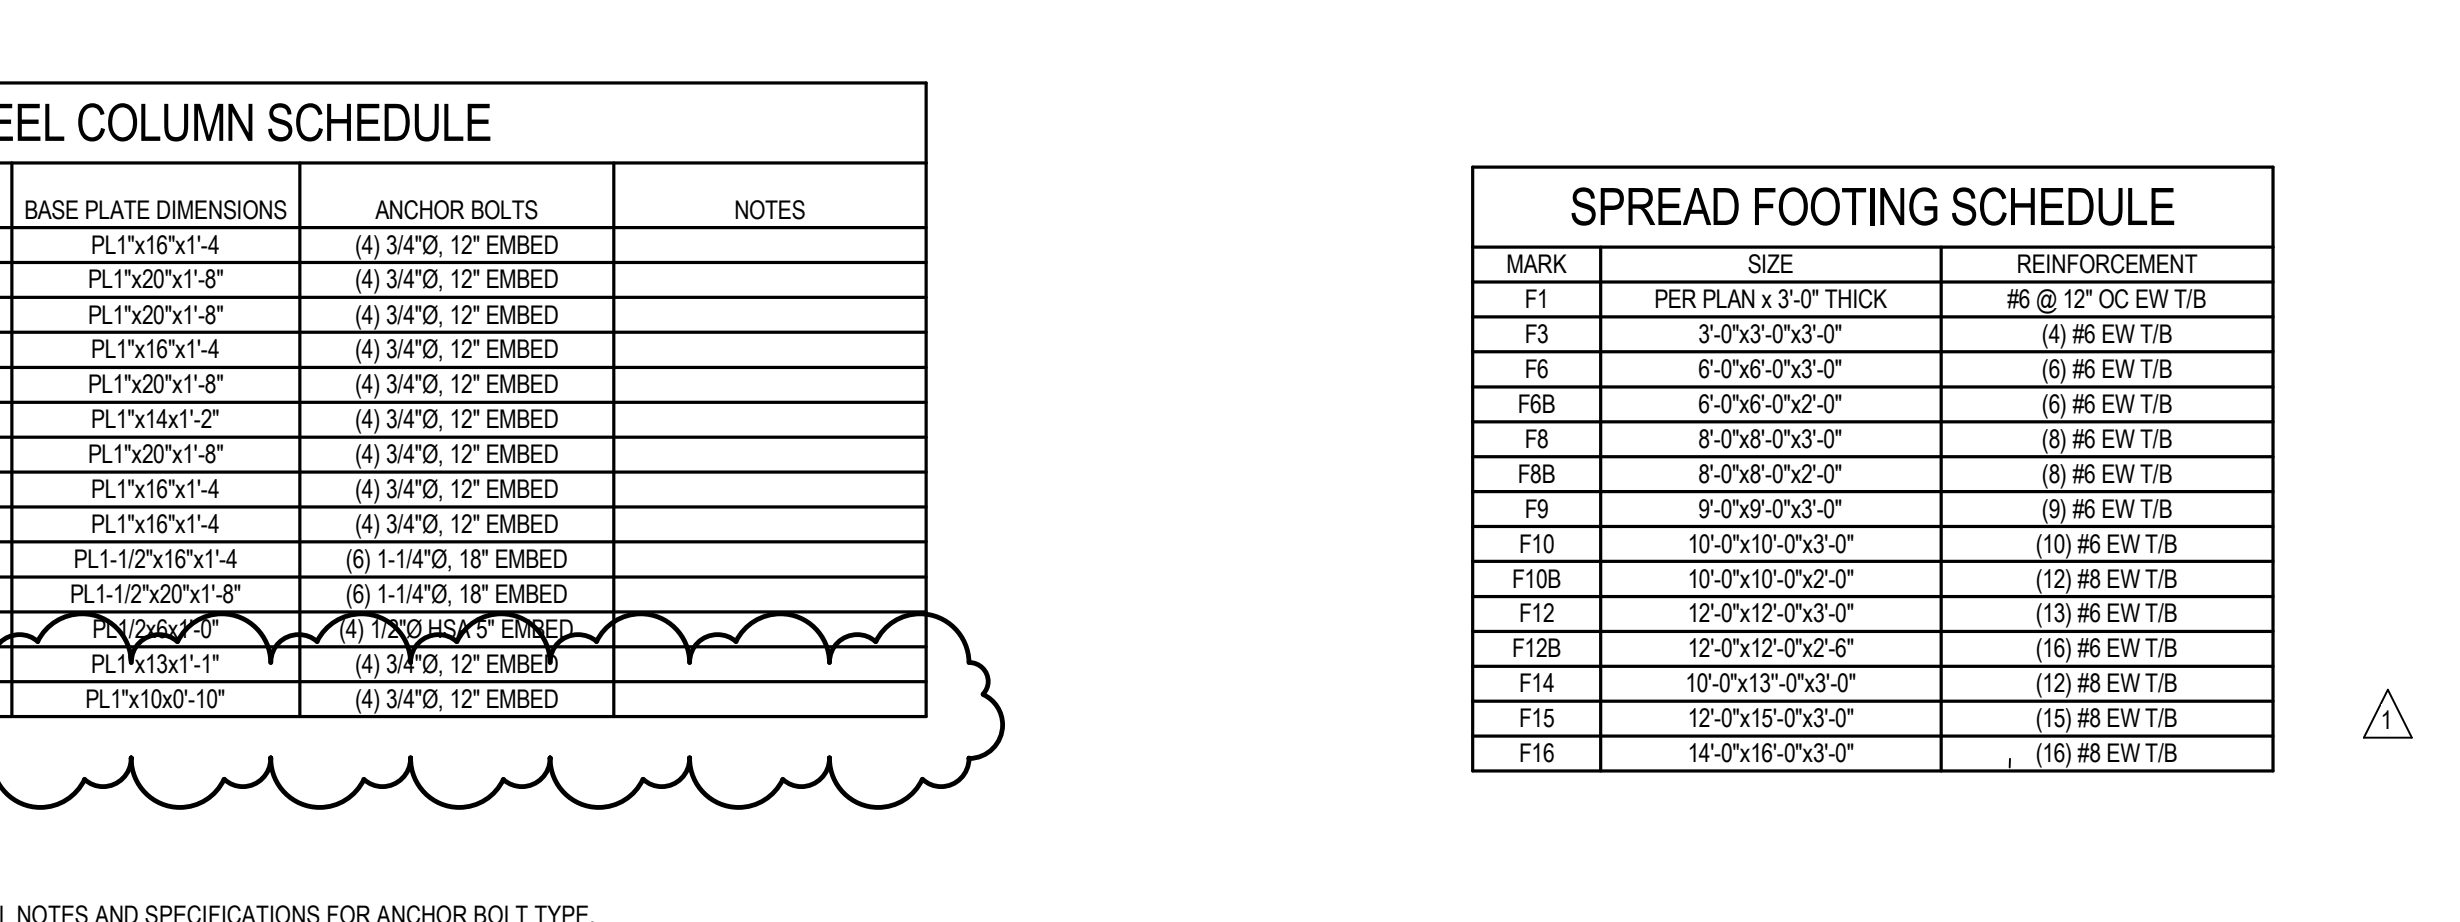 EEL COLUMN SCHEDULE
BASE PLATE DIMENSIONS ANCHOR BOLTS NOTES
PL1"x16"x1'-4 (4) 3/4"Ø, 12" EMBED
PL1"x20"x1'-8" (4) 3/4"Ø, 12" EMBED
PL1"x20"x1'-8" (4) 3/4"Ø, 12" EMBED
PL1"x16"x1'-4 (4) 3/4"Ø, 12" EMBED
PL1"x20"x1'-8" (4) 3/4"Ø, 12" EMBED
PL1"x14x1'-2" (4) 3/4"Ø, 12" EMBED
PL1"x20"x1'-8" (4) 3/4"Ø, 12" EMBED
PL1"x16"x1'-4 (4) 3/4"Ø, 12" EMBED
PL1"x16"x1'-4 (4) 3/4"Ø, 12" EMBED
PL1-1/2"x16"x1'-4 (6) 1-1/4"Ø, 18" EMBED
PL1-1/2"x20"x1'-8" (6) 1-1/4"Ø, 18" EMBED
PL1/2x6x1'-0" (4) 1/2"Ø HSA 5" EMBED
PL1"x13x1'-1" (4) 3/4"Ø, 12" EMBED
PL1"x10x0'-10" (4) 3/4"Ø, 12" EMBED
NOTES AND SPECIFICATIONS FOR ANCHOR BOLT TYPE.
SPREAD FOOTING SCHEDULE
MARK SIZE REINFORCEMENT
F1 PER PLAN x 3'-0" THICK #6 @ 12" OC EW T/B
F3 3'-0"x3'-0"x3'-0" (4) #6 EW T/B
F6 6'-0"x6'-0"x3'-0" (6) #6 EW T/B
F6B 6'-0"x6'-0"x2'-0" (6) #6 EW T/B
F8 8'-0"x8'-0"x3'-0" (8) #6 EW T/B
F8B 8'-0"x8'-0"x2'-0" (8) #6 EW T/B
F9 9'-0"x9'-0"x3'-0" (9) #6 EW T/B
F10 10'-0"x10'-0"x3'-0" (10) #6 EW T/B
F10B 10'-0"x10'-0"x2'-0" (12) #8 EW T/B
F12 12'-0"x12'-0"x3'-0" (13) #6 EW T/B
F12B 12'-0"x12'-0"x2'-6" (16) #6 EW T/B
F14 10'-0"x13"-0"x3'-0" (12) #8 EW T/B
F15 12'-0"x15'-0"x3'-0" (15) #8 EW T/B
F16 14'-0"x16'-0"x3'-0" (16) #8 EW T/B
1